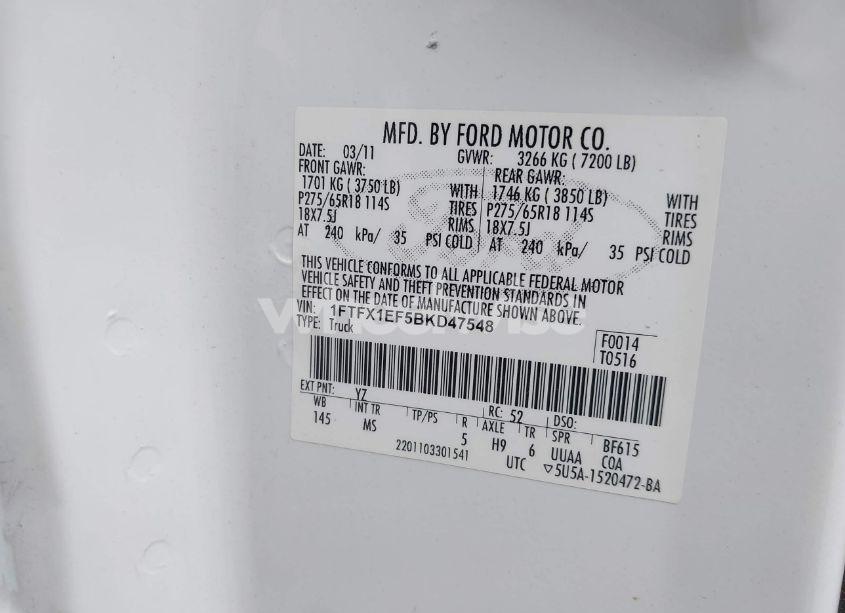 MFD. BY FORD MOTOR CO.
DATE: 03/11 GVWR: 3266 KG ( 7200 LB)
FRONT GAWR: REAR GAWR:
1701 KG ( 3750 LB) WITH 1746 KG ( 3850 LB) WITH
P275/65R18 114S TIRES P275/65R18 114S TIRES
18X7.5J RIMS 18X7.5J RIMS
AT 240 kPa/ 35 PSI COLD AT 240 kPa/ 35 PSI COLD
THIS VEHICLE CONFORMS TO ALL APPLICABLE FEDERAL MOTOR
VEHICLE SAFETY AND THEFT PREVENTION STANDARDS IN
EFFECT ON THE DATE OF MANUFACTURE SHOWN ABOVE.
VIN: 1FTFX1EF5BKD47548
TYPE: Truck
F0014
T0516
EXT PNT: YZ RC: 52 DSO:
WB INT TR TP/PS R AXLE TR SPR BF615
145 MS 5 H9 6 UUAA COA
2201103301541 UTC ▽5U5A-1520472-BA